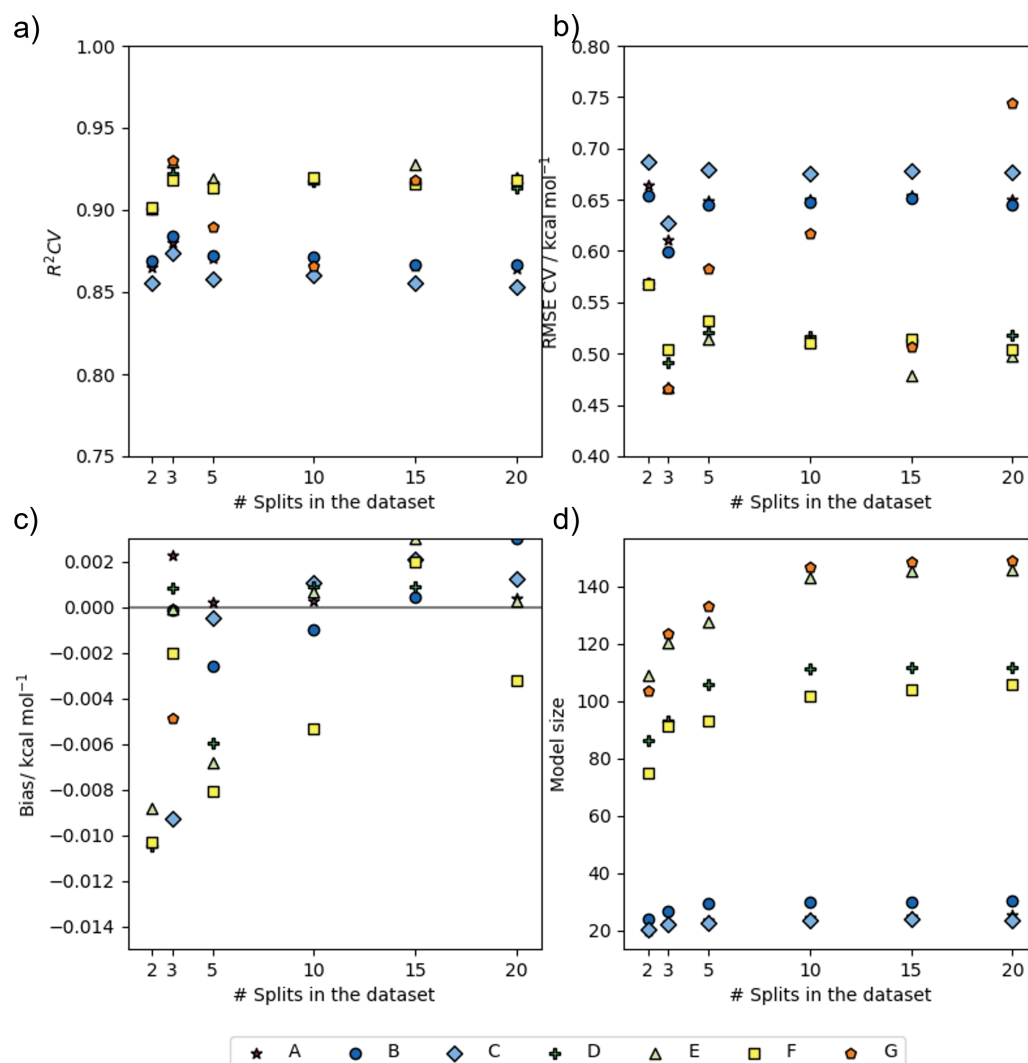 a)
1.00
0.95
0.90
0.85
0.80
0.75
R²CV
2 3 5 10 15 20
# Splits in the dataset
b)
0.80
0.75
0.70
0.65
0.60
0.55
0.50
0.45
0.40
RMSE CV / kcal mol⁻¹
2 3 5 10 15 20
# Splits in the dataset
c)
0.002
0.000
−0.002
−0.004
−0.006
−0.008
−0.010
−0.012
−0.014
Bias/ kcal mol⁻¹
2 3 5 10 15 20
# Splits in the dataset
d)
140
120
100
80
60
40
20
Model size
2 3 5 10 15 20
# Splits in the dataset
A B C D E F G